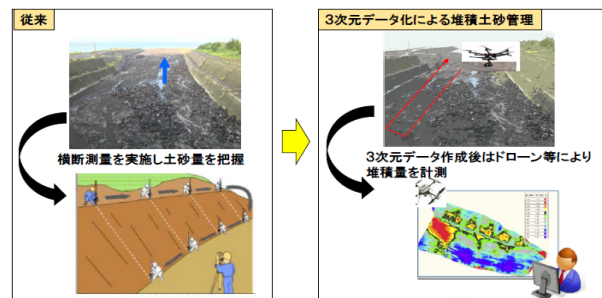 従来
横断測量を実施し土砂量を把握
3次元データ化による堆積土砂管理
3次元データ作成後はドローン等により
堆積量を計測